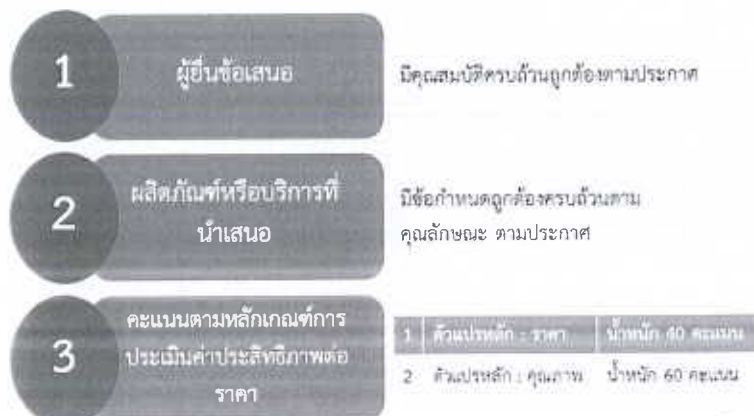 1
ผู้ยื่นข้อเสนอ
มีคุณสมบัติครบถ้วนถูกต้องตามประกาศ
2
ผลิตภัณฑ์หรือบริการที่
นำเสนอ
มีข้อกำหนดถูกต้องครบถ้วนตาม
คุณลักษณะ ตามประกาศ
3
คะแนนตามหลักเกณฑ์การ
ประเมินค่าประสิทธิภาพต่อ
ราคา
1 ตัวแปรหลัก : ราคา น้ำหนัก 40 คะแนน
2 ตัวแปรหลัก : คุณภาพ น้ำหนัก 60 คะแนน